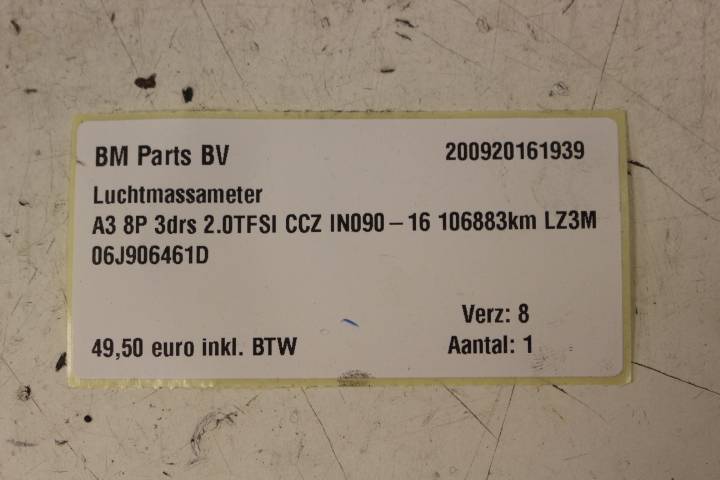 BM Parts BV 200920161939
Luchtmassameter
A3 8P 3drs 2.0TFSI CCZ IN090-16 106883km LZ3M
06J906461D
Verz: 8
49,50 euro inkl. BTW Aantal: 1